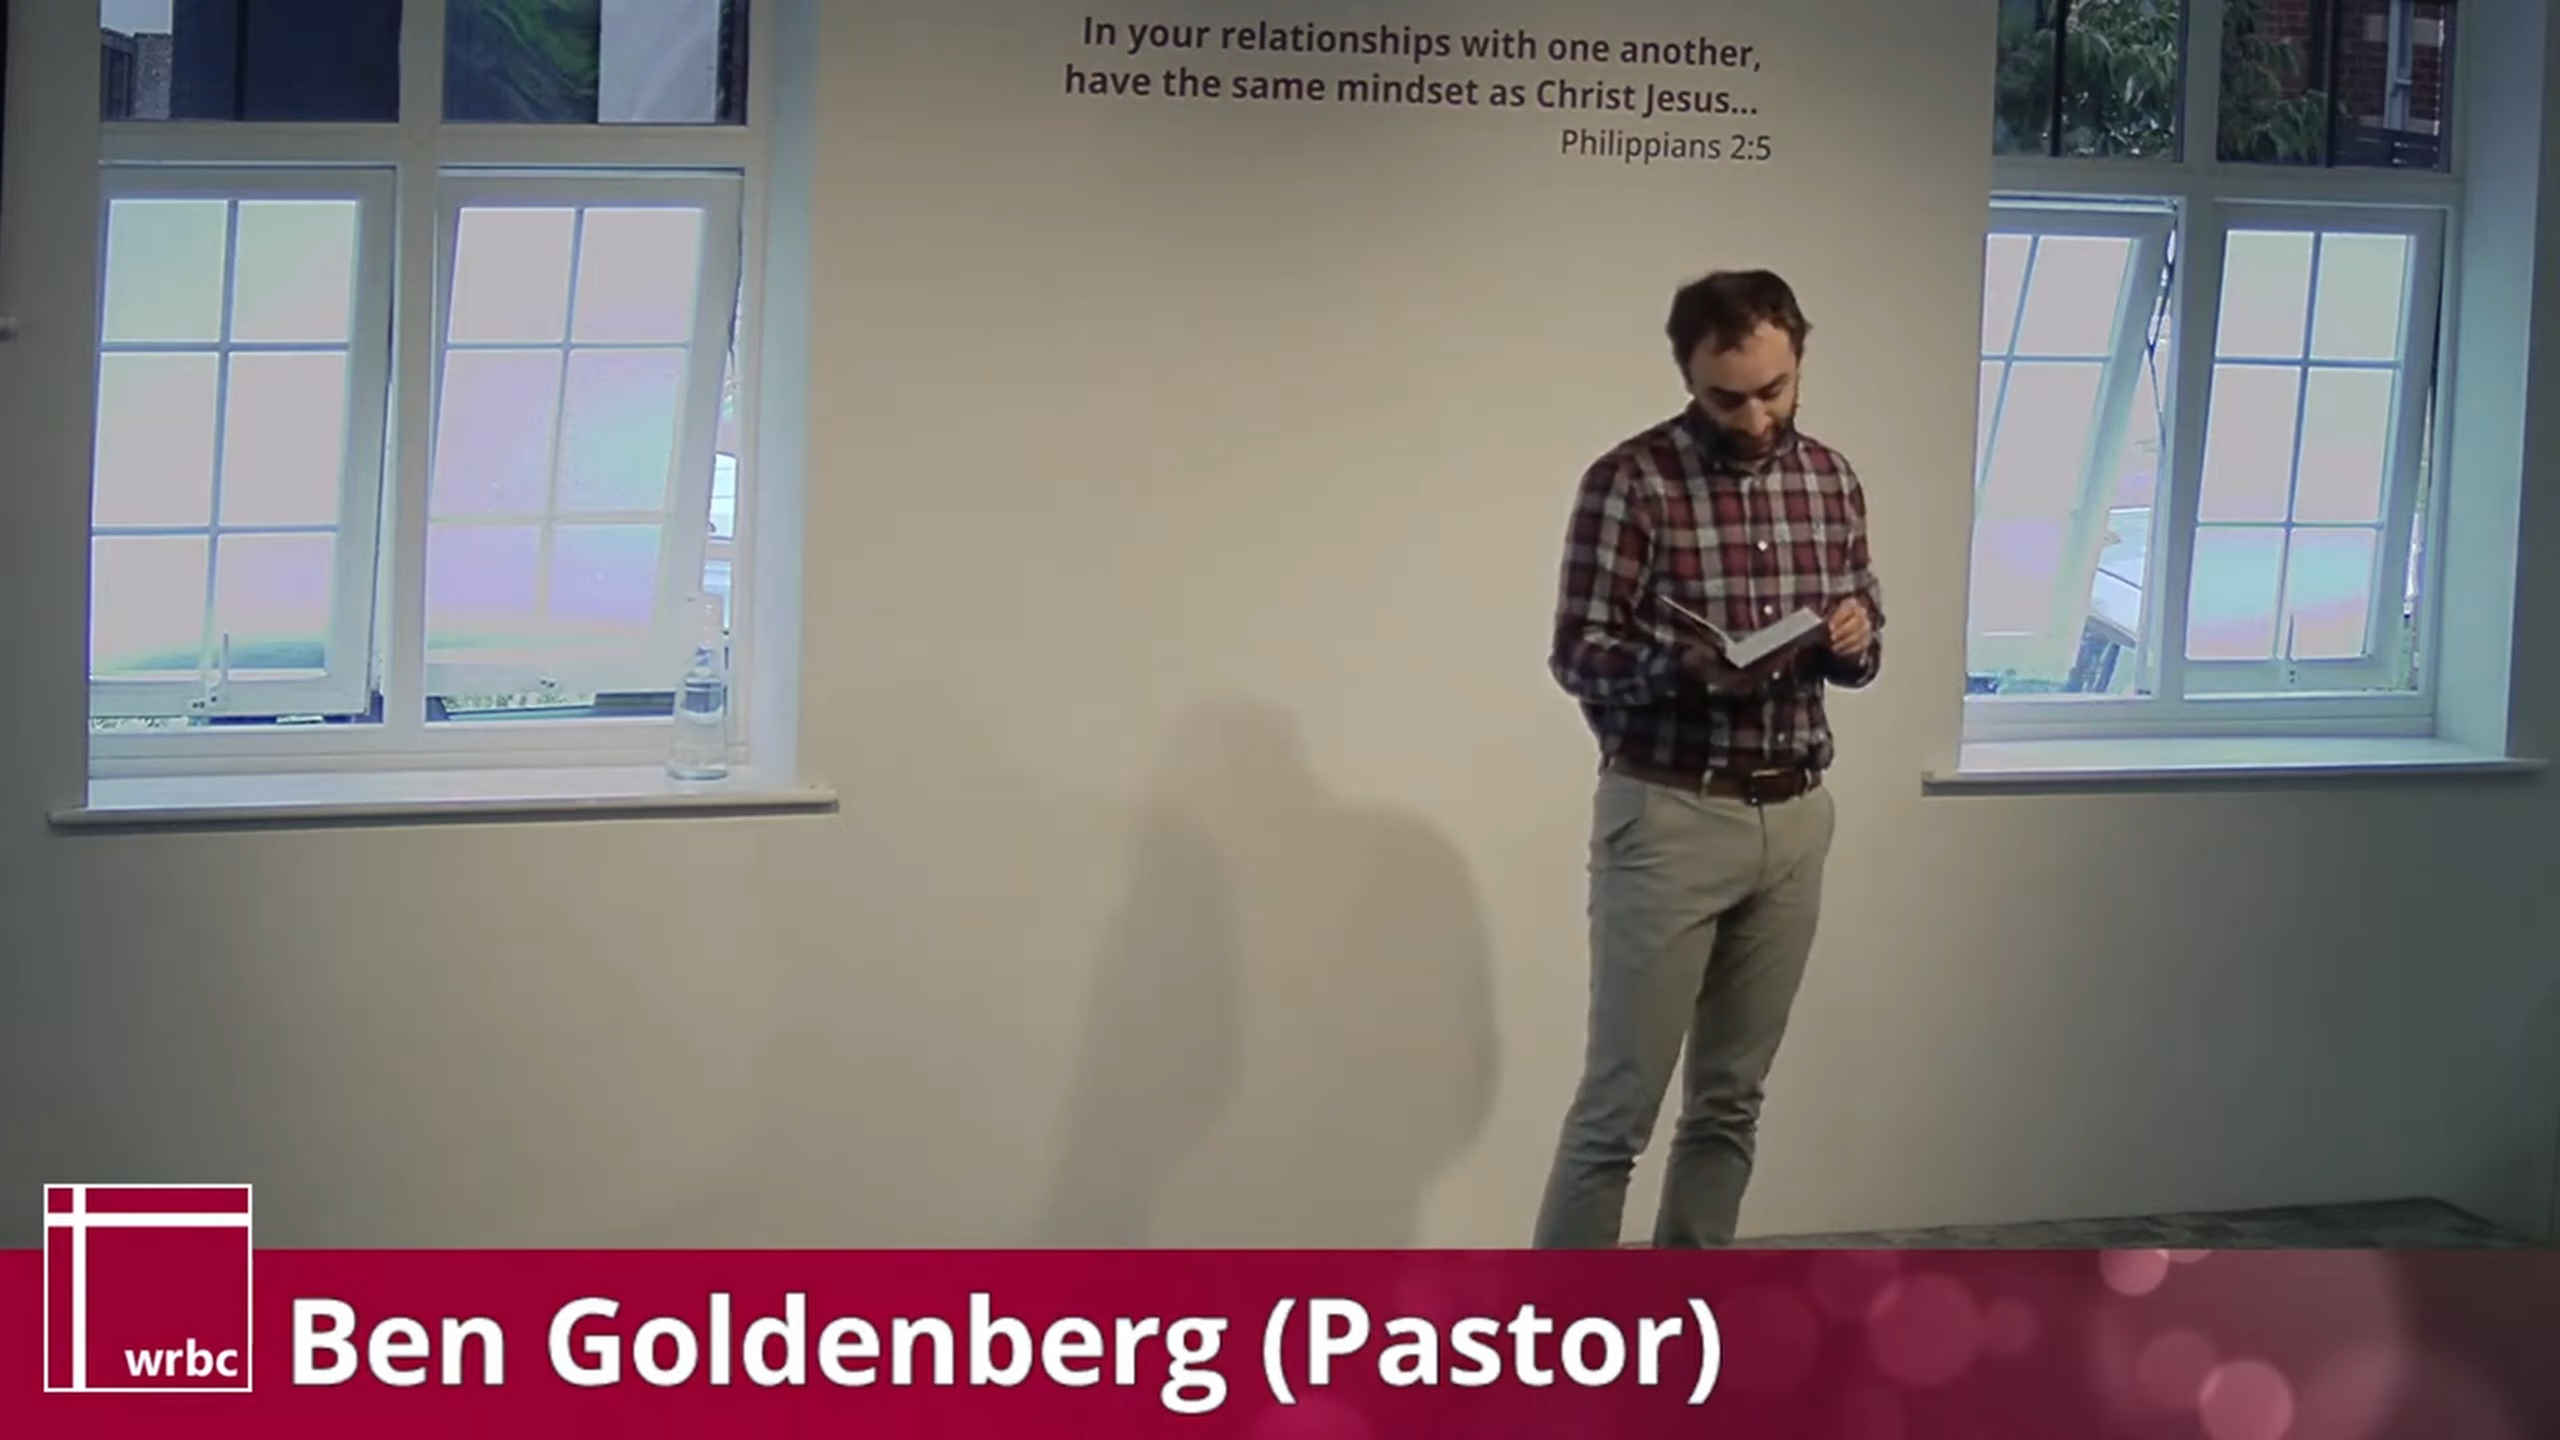 In your relationships with one another,
have the same mindset as Christ Jesus...
Philippians 2:5
wrbc
Ben Goldenberg (Pastor)